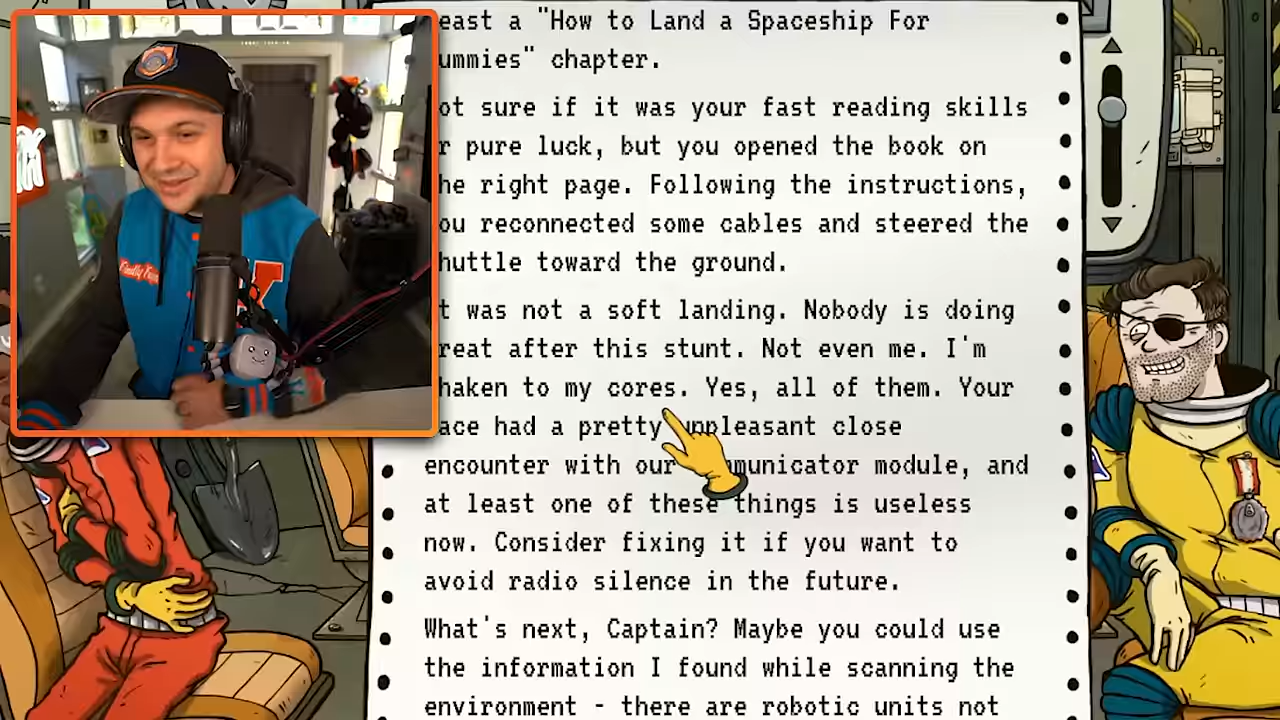 east a "How to Land a Spaceship For
ummies" chapter.
ot sure if it was your fast reading skills
r pure luck, but you opened the book on
he right page. Following the instructions,
ou reconnected some cables and steered the
huttle toward the ground.
t was not a soft landing. Nobody is doing
reat after this stunt. Not even me. I'm
haken to my cores. Yes, all of them. Your
ace had a pretty unpleasant close
encounter with our communicator module, and
at least one of these things is useless
now. Consider fixing it if you want to
avoid radio silence in the future.
What's next, Captain? Maybe you could use
the information I found while scanning the
environment - there are robotic units not